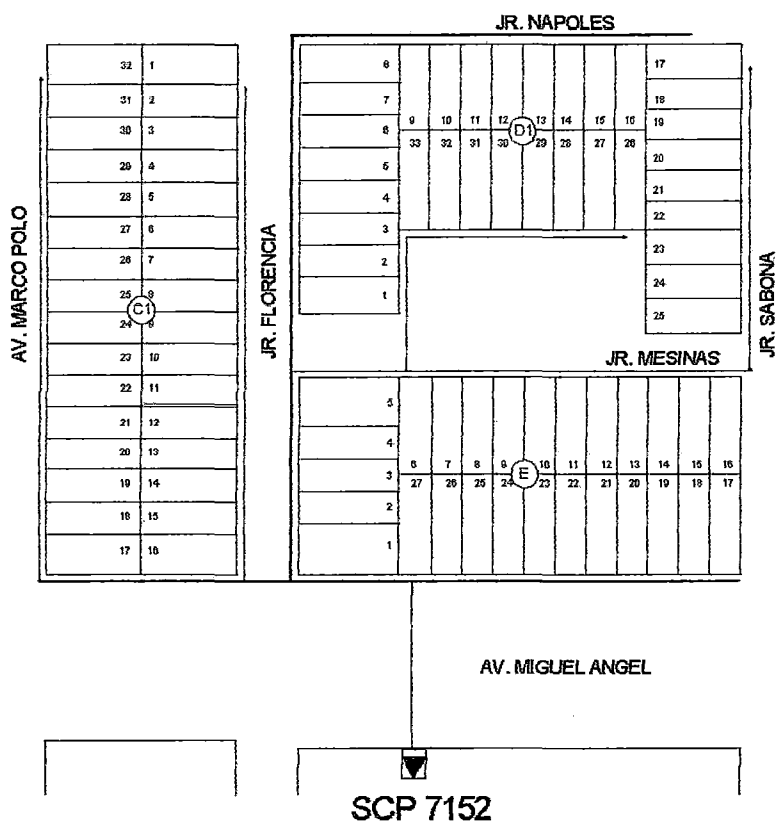 JR. NAPOLES
AV. MARCO POLO
JR. FLORENCIA
JR. SABONA
32 1
31 2
30 3
29 4
28 5
27 6
26 7
25 8
C1
24 9
23 10
22 11
21 12
20 13
19 14
18 15
17 16
8
7
6
5
4
3
2
1
9 10 11 12 13 14 15 16
D1
33 32 31 30 29 28 27 26
17
18
19
20
21
22
23
24
25
JR. MESINAS
5
4
3
2
1
6 7 8 9 10 11 12 13 14 15 16
E
27 26 25 24 23 22 21 20 19 18 17
AV. MIGUEL ANGEL
SCP 7152